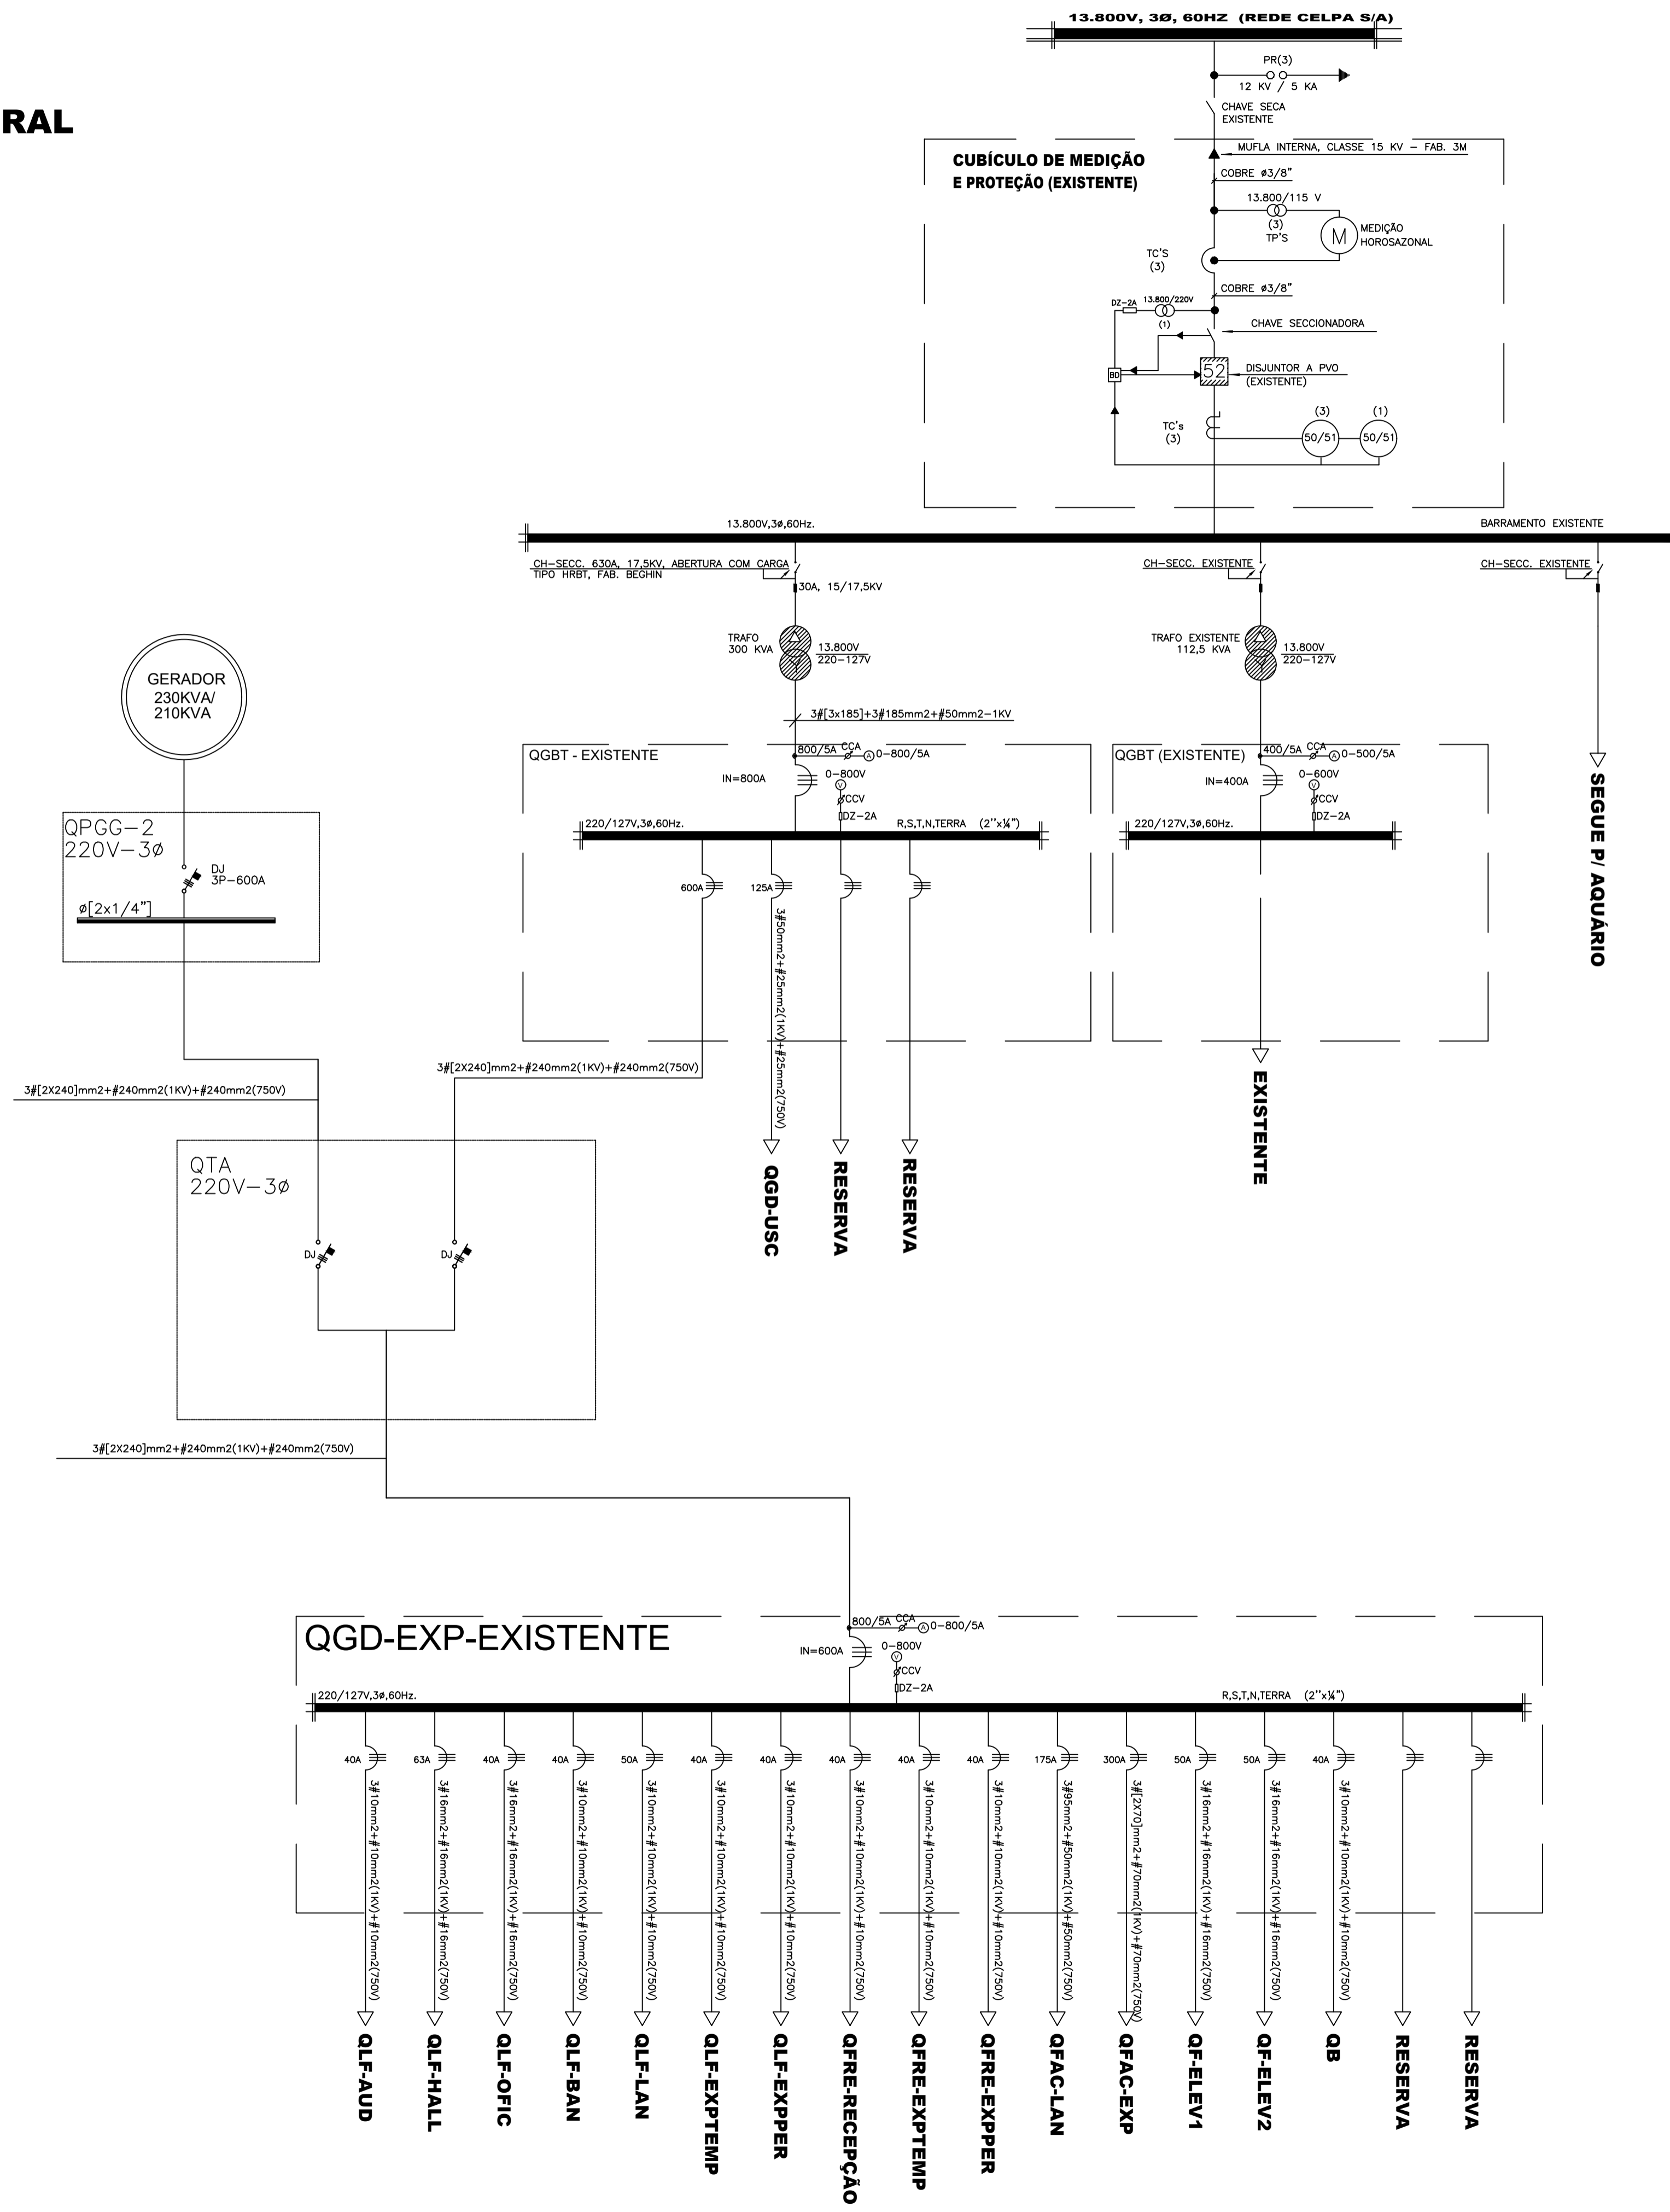 13.800V, 3Ø, 60HZ (REDE CELPA S/A)
PR(3)
12 KV / 5 KA
RAL
CHAVE SECA
EXISTENTE
CUBÍCULO DE MEDIÇÃO
E PROTEÇÃO (EXISTENTE)
MUFLA INTERNA, CLASSE 15 KV - FAB. 3M
COBRE ø3/8"
13.800/115 V
(3)
TP'S
M
MEDIÇÃO
HOROSAZONAL
TC'S
(3)
COBRE ø3/8"
DZ-2A
13.800/220V
(1)
CHAVE SECCIONADORA
BD
52
DISJUNTOR A PVO
(EXISTENTE)
TC's
(3)
(3)
(1)
50/51
50/51
13.800V,3ø,60Hz.
BARRAMENTO EXISTENTE
CH-SECC. 630A, 17,5KV, ABERTURA COM CARGA
TIPO HRBT, FAB. BEGHIN
30A, 15/17,5KV
CH-SECC. EXISTENTE
CH-SECC. EXISTENTE
TRAFO
300 KVA
13.800V
220-127V
TRAFO EXISTENTE
112,5 KVA
13.800V
220-127V
GERADOR
230KVA/
210KVA
3#[3x185]+3#185mm2+#50mm2-1KV
QGBT - EXISTENTE
800/5A
CCA
A
0-800/5A
IN=800A
0-800V
V
CCV
DZ-2A
220/127V,3ø,60Hz.
R,S,T,N,TERRA (2''x¼")
QGBT (EXISTENTE)
400/5A
CCA
A
0-500/5A
IN=400A
0-600V
V
CCV
DZ-2A
220/127V,3ø,60Hz.
SEGUE P/ AQUÁRIO
QPGG-2
220V-3ø
DJ
3P-600A
ø[2x1/4"]
600A
125A
3#50mm2+#25mm2(1KV)+#25mm2(750V)
3#[2X240]mm2+#240mm2(1KV)+#240mm2(750V)
3#[2X240]mm2+#240mm2(1KV)+#240mm2(750V)
QGD-USC
RESERVA
RESERVA
EXISTENTE
QTA
220V-3ø
DJ
DJ
3#[2X240]mm2+#240mm2(1KV)+#240mm2(750V)
QGD-EXP-EXISTENTE
800/5A
CCA
A
0-800/5A
IN=600A
0-800V
V
CCV
DZ-2A
220/127V,3ø,60Hz.
R,S,T,N,TERRA (2''x¼")
40A
63A
40A
40A
50A
40A
40A
40A
40A
40A
175A
300A
50A
50A
40A
3#10mm2+#10mm2(1KV)+#10mm2(750V)
3#16mm2+#16mm2(1KV)+#16mm2(750V)
3#16mm2+#16mm2(1KV)+#16mm2(750V)
3#10mm2+#10mm2(1KV)+#10mm2(750V)
3#10mm2+#10mm2(1KV)+#10mm2(750V)
3#10mm2+#10mm2(1KV)+#10mm2(750V)
3#10mm2+#10mm2(1KV)+#10mm2(750V)
3#10mm2+#10mm2(1KV)+#10mm2(750V)
3#10mm2+#10mm2(1KV)+#10mm2(750V)
3#10mm2+#10mm2(1KV)+#10mm2(750V)
3#95mm2+#50mm2(1KV)+#50mm2(750V)
3#[2X70]mm2+#70mm2(1KV)+#70mm2(750V)
3#16mm2+#16mm2(1KV)+#16mm2(750V)
3#16mm2+#16mm2(1KV)+#16mm2(750V)
3#10mm2+#10mm2(1KV)+#10mm2(750V)
QLF-AUD
QLF-HALL
QLF-OFIC
QLF-BAN
QLF-LAN
QLF-EXPTEMP
QLF-EXPPER
QFRE-RECEPÇÃO
QFRE-EXPTEMP
QFRE-EXPPER
QFAC-LAN
QFAC-EXP
QF-ELEV1
QF-ELEV2
QB
RESERVA
RESERVA